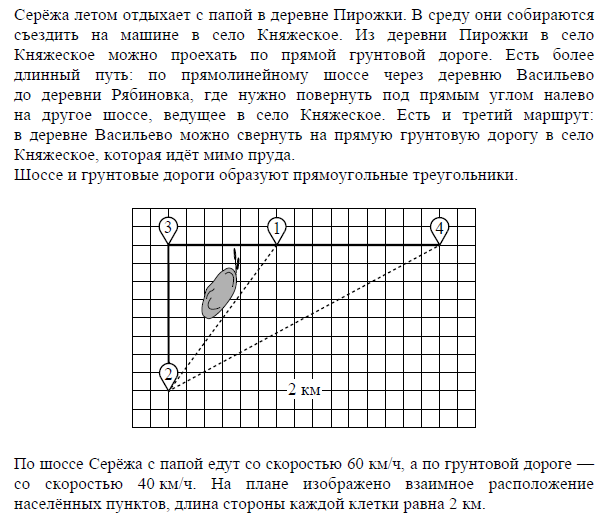 Серёжа летом отдыхает с папой в деревне Пирожки. В среду они собираются
съездить на машине в село Княжеское. Из деревни Пирожки в село
Княжеское можно проехать по прямой грунтовой дороге. Есть более
длинный путь: по прямолинейному шоссе через деревню Васильево
до деревни Рябиновка, где нужно повернуть под прямым углом налево
на другое шоссе, ведущее в село Княжеское. Есть и третий маршрут:
в деревне Васильево можно свернуть на прямую грунтовую дорогу в село
Княжеское, которая идёт мимо пруда.
Шоссе и грунтовые дороги образуют прямоугольные треугольники.
3 1 4
2
2 км
По шоссе Серёжа с папой едут со скоростью 60 км/ч, а по грунтовой дороге —
со скоростью 40 км/ч. На плане изображено взаимное расположение
населённых пунктов, длина стороны каждой клетки равна 2 км.